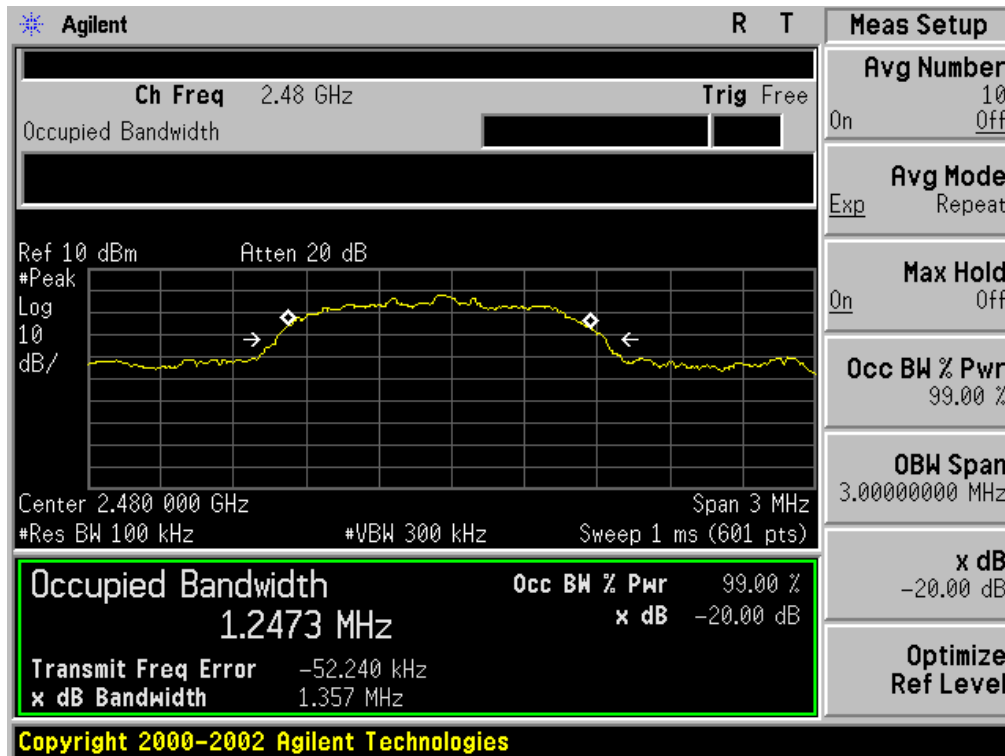 Agilent R T
Ch Freq 2.48 GHz Trig Free
Occupied Bandwidth
Ref 10 dBm Atten 20 dB
#Peak
Log
10
dB/
Center 2.480 000 GHz Span 3 MHz
#Res BW 100 kHz #VBW 300 kHz Sweep 1 ms (601 pts)
Occupied Bandwidth
1.2473 MHz
Occ BW % Pwr 99.00 %
x dB -20.00 dB
Transmit Freq Error -52.240 kHz
x dB Bandwidth 1.357 MHz
Copyright 2000-2002 Agilent Technologies
Meas Setup
Avg Number
10
On Off
Avg Mode
Exp Repeat
Max Hold
On Off
Occ BW % Pwr
99.00 %
OBW Span
3.00000000 MHz
x dB
-20.00 dB
Optimize
Ref Level